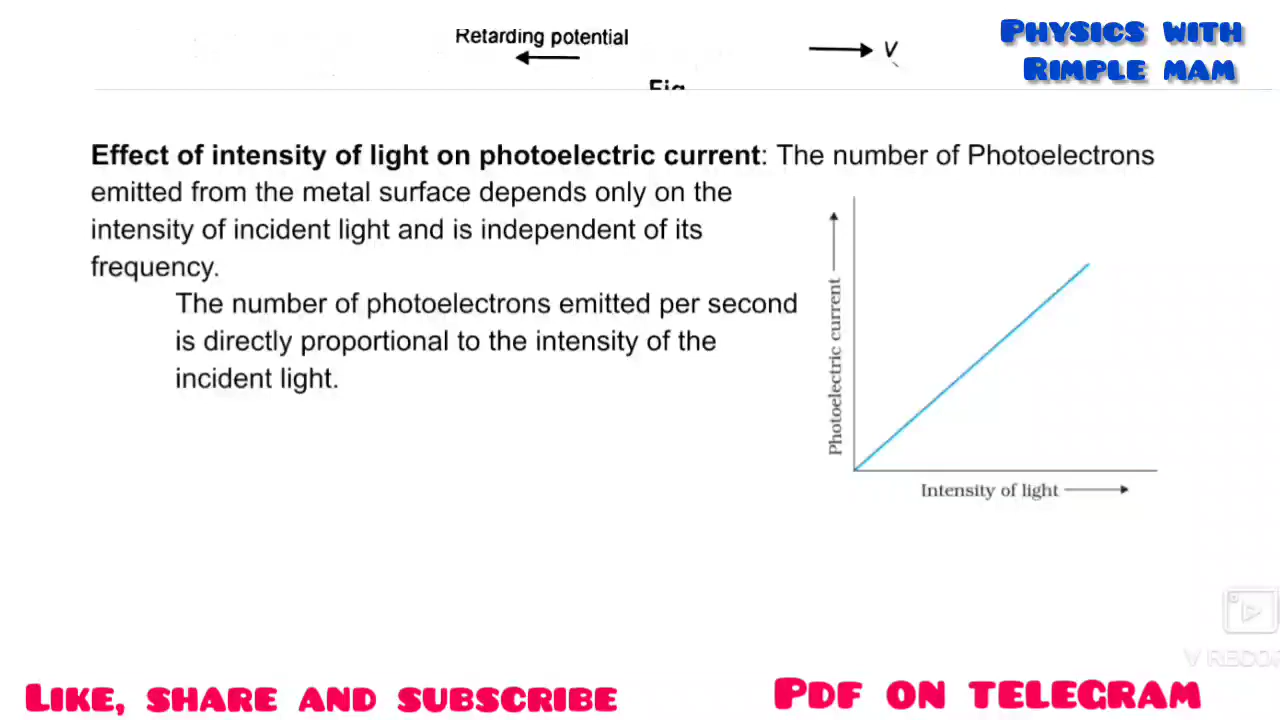 Retarding potential
V
PHYSICS WITH
RIMPLE MAM
Effect of intensity of light on photoelectric current: The number of Photoelectrons
emitted from the metal surface depends only on the
intensity of incident light and is independent of its
frequency.
The number of photoelectrons emitted per second
is directly proportional to the intensity of the
incident light.
Photoelectric current
Intensity of light
LIKE, SHARE AND SUBSCRIBE
PDF ON TELEGRAM